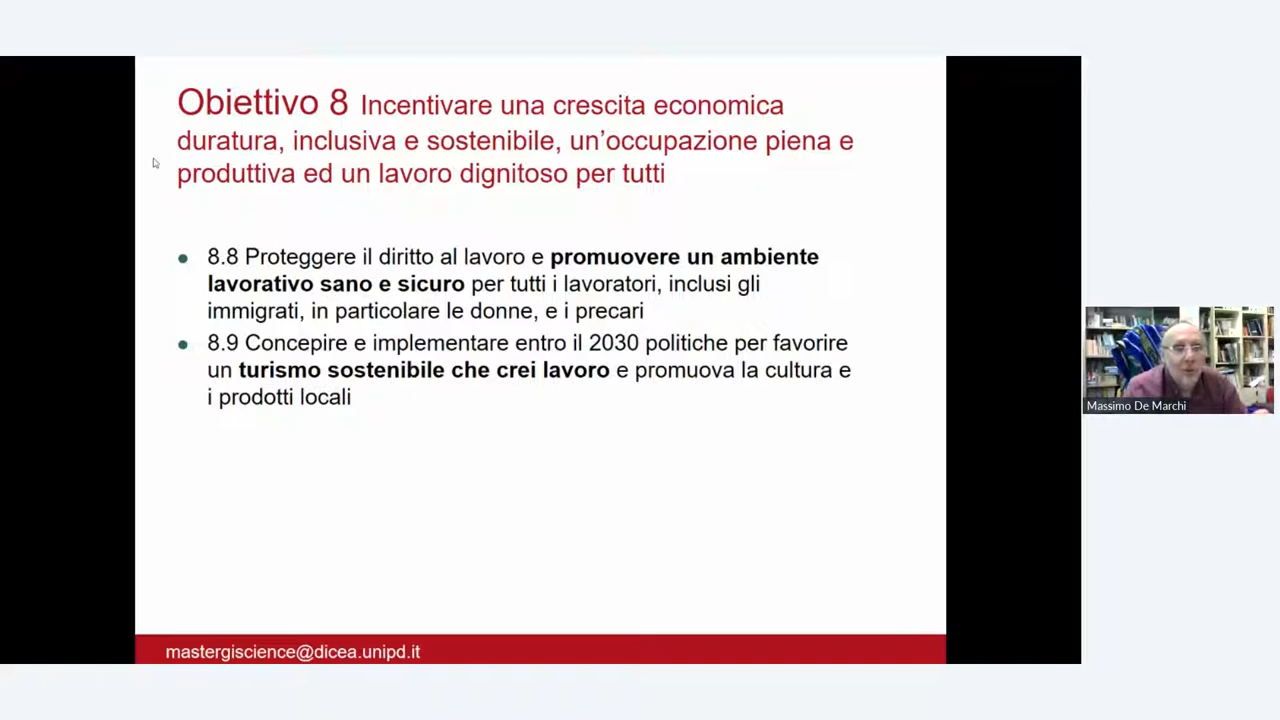 Obiettivo 8 Incentivare una crescita economica
duratura, inclusiva e sostenibile, un’occupazione piena e
produttiva ed un lavoro dignitoso per tutti
8.8 Proteggere il diritto al lavoro e promuovere un ambiente
lavorativo sano e sicuro per tutti i lavoratori, inclusi gli
immigrati, in particolare le donne, e i precari
8.9 Concepire e implementare entro il 2030 politiche per favorire
un turismo sostenibile che crei lavoro e promuova la cultura e
i prodotti locali
Massimo De Marchi
mastergiscience@dicea.unipd.it